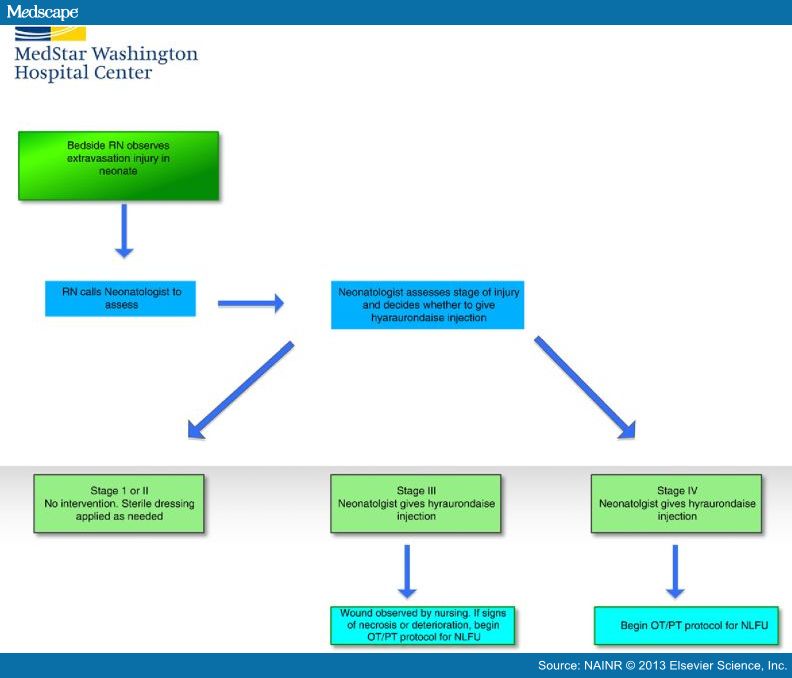 Medscape
MedStar Washington
Hospital Center
Bedside RN observes
extravasation injury in
neonate
RN calls Neonatologist to
assess
Neonatologist assesses stage of injury
and decides whether to give
hyaraurondaise injection
Stage 1 or II
No intervention. Sterile dressing
applied as needed
Stage III
Neonatolgist gives hyraurondaise
injection
Stage IV
Neonatolgist gives hyraurondaise
injection
Wound observed by nursing. If signs
of necrosis or deterioration, begin
OT/PT protocol for NLFU
Begin OT/PT protocol for NLFU
Source: NAINR © 2013 Elsevier Science, Inc.